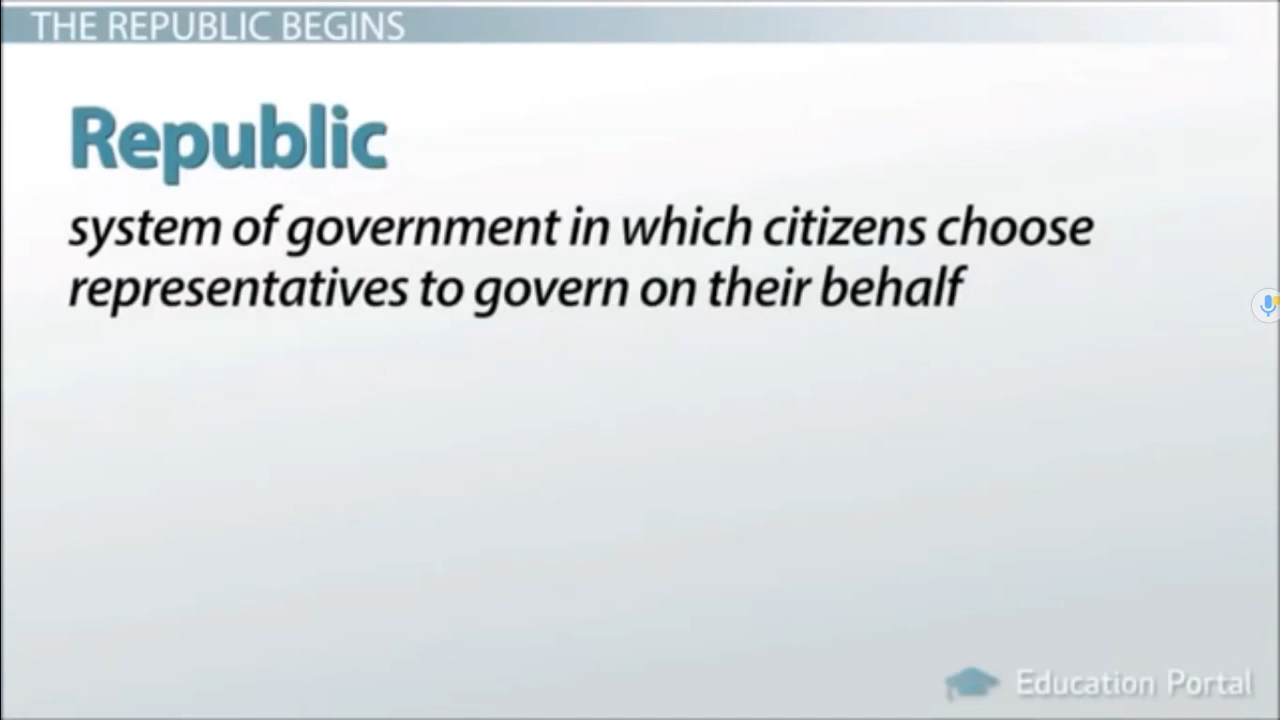 THE REPUBLIC BEGINS
Republic
system of government in which citizens choose
representatives to govern on their behalf
Education Portal